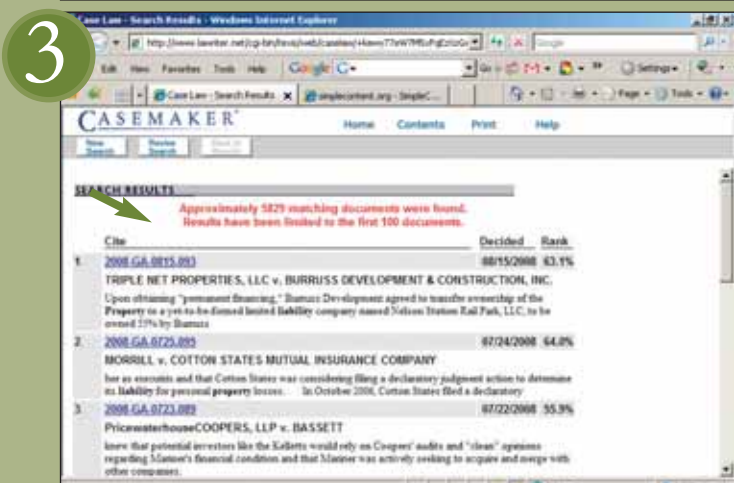 3
Case Law - Search Results - Windows Internet Explorer
Google
Edit View Favorites Tools Help Google G Go Settings
Case Law - Search Results simplecontent.org - SimpleC... Page Tools
CASEMAKER Home Contents Print Help
New Search Revise Search
SEARCH RESULTS
Approximately 5829 matching documents were found.
Results have been limited to the first 100 documents.
Cite Decided Rank
1. 2008.GA.0815.093 08/15/2008 63.1%
TRIPLE NET PROPERTIES, LLC v. BURRUSS DEVELOPMENT & CONSTRUCTION, INC.
Upon obtaining "permanent financing," Burruss Development agreed to transfer ownership of the
Property to a yet-to-be-formed limited liability company named Nelson Station Rail Park, LLC, to be
owned 55% by Burruss
2. 2008.GA.0725.095 07/24/2008 64.0%
MORRILL v. COTTON STATES MUTUAL INSURANCE COMPANY
her as executrix and that Cotton States was considering filing a declaratory judgment action to determine
its liability for personal property losses. In October 2006, Cotton States filed a declaratory
3. 2008.GA.0723.089 07/22/2008 55.9%
PricewaterhouseCOOPERS, LLP v. BASSETT
knew that potential investors like the Kelletts would rely on Coopers' audits and "clean" opinions
regarding Mariner's financial condition and that Mariner was actively seeking to acquire and merge with
other companies.